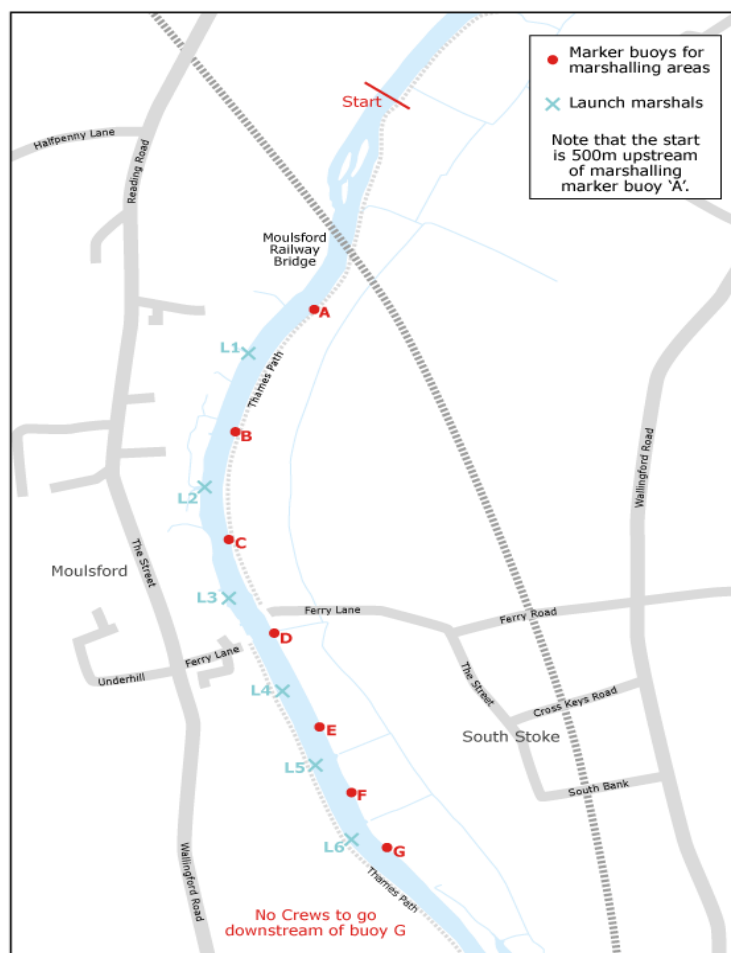 Marker buoys for
marshalling areas
Launch marshals
Note that the start
is 500m upstream
of marshalling
marker buoy ‘A’.
Start
Halfpenny Lane
Reading Road
Moulsford
Railway
Bridge
A
L1
Thames Path
B
Wallingford Road
L2
C
The Street
Moulsford
L3
Ferry Lane
Ferry Road
D
Ferry Lane
Underhill
The Street
L4
Cross Keys Road
E
South Stoke
L5
South Bank
F
L6
G
Wallingford Road
Thames Path
No Crews to go
downstream of buoy G